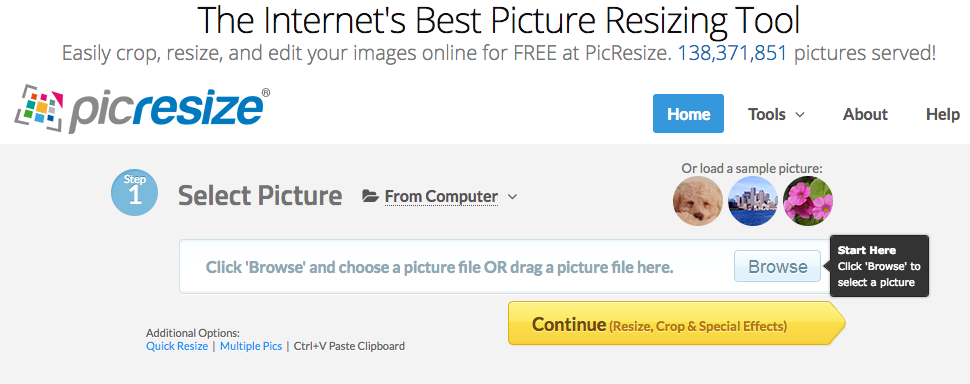 The Internet's Best Picture Resizing Tool
Easily crop, resize, and edit your images online for FREE at PicResize. 138,371,851 pictures served!
picresize®
Home Tools About Help
Step
1
Select Picture From Computer
Or load a sample picture:
Click 'Browse' and choose a picture file OR drag a picture file here.
Browse
Start Here
Click 'Browse' to
select a picture
Continue (Resize, Crop & Special Effects)
Additional Options:
Quick Resize | Multiple Pics | Ctrl+V Paste Clipboard